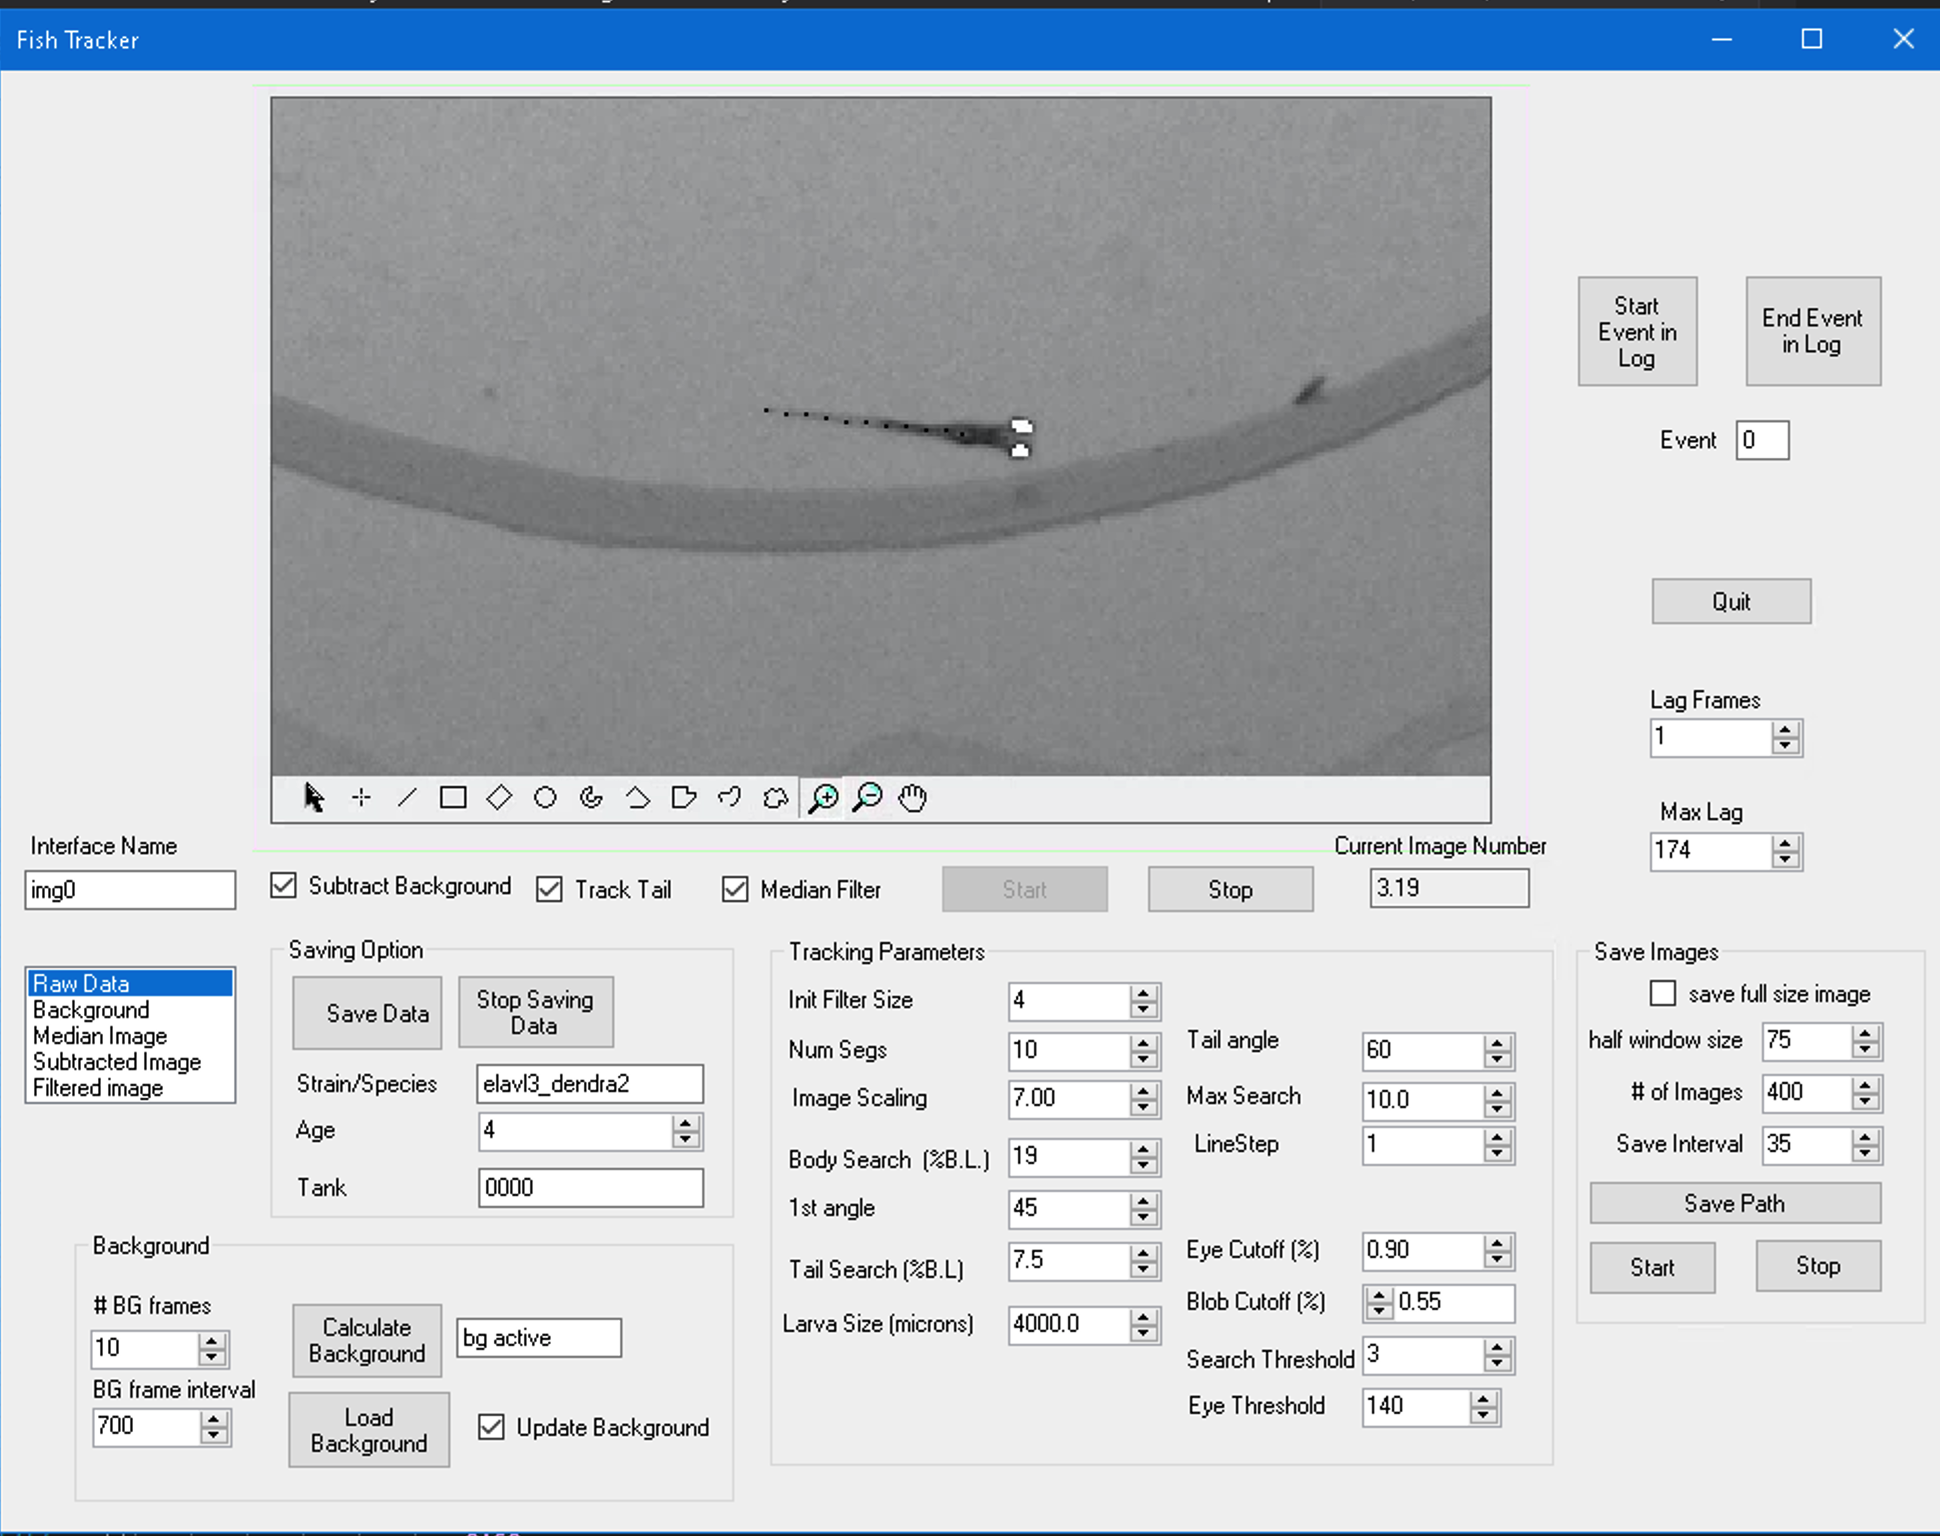 Fish Tracker
Start
Event in
Log
End Event
in Log
Event 0
Quit
Lag Frames
1
Max Lag
174
Interface Name
img0
Subtract Background
Track Tail
Median Filter
Start
Stop
Current Image Number
3.19
Raw Data
Background
Median Image
Subtracted Image
Filtered image
Saving Option
Save Data
Stop Saving
Data
Strain/Species elavl3_dendra2
Age 4
Tank 0000
Background
# BG frames
10
BG frame interval
700
Calculate
Background
bg active
Load
Background
Update Background
Tracking Parameters
Init Filter Size 4
Num Segs 10
Image Scaling 7.00
Body Search (%B.L.) 19
1st angle 45
Tail Search (%B.L) 7.5
Larva Size (microns) 4000.0
Tail angle 60
Max Search 10.0
LineStep 1
Eye Cutoff (%) 0.90
Blob Cutoff (%) 0.55
Search Threshold 3
Eye Threshold 140
Save Images
save full size image
half window size 75
# of Images 400
Save Interval 35
Save Path
Start
Stop